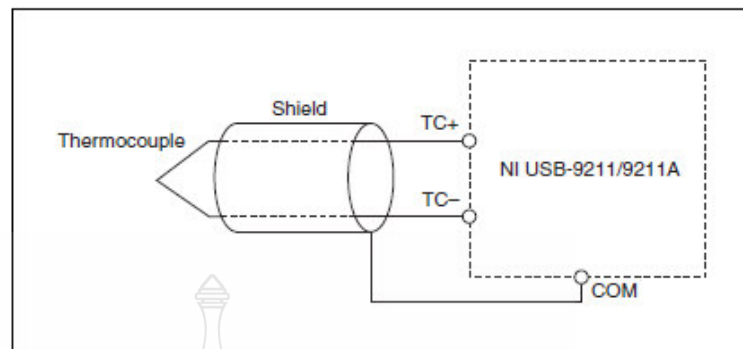 Shield
Thermocouple
TC+
NI USB-9211/9211A
TC–
COM